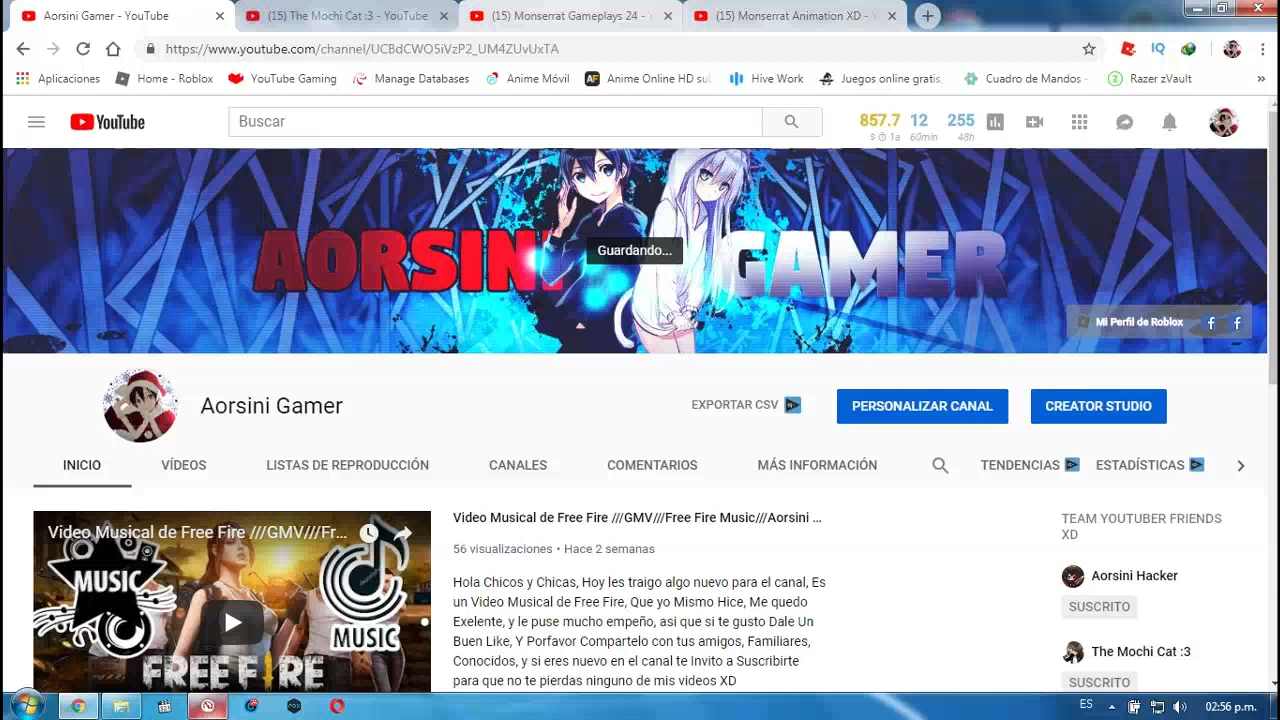 Aorsini Gamer - YouTube
(15) The Mochi Cat :3 - YouTube
(15) Monserrat Gameplays 24 -
(15) Monserrat Animation XD -
https://www.youtube.com/channel/UCBdCWO5iVzP2_UM4ZUvUxTA
Aplicaciones
Home - Roblox
YouTube Gaming
Manage Databases
Anime Móvil
Anime Online HD su
Hive Work
Juegos online gratis
Cuadro de Mandos -
Razer zVault
»
YouTube
Buscar
857.7 12 255
$ 1a 60min 48h
AORSINI GAMER
Guardando...
Mi Perfil de Roblox
Aorsini Gamer
EXPORTAR CSV
PERSONALIZAR CANAL
CREATOR STUDIO
INICIO
VÍDEOS
LISTAS DE REPRODUCCIÓN
CANALES
COMENTARIOS
MÁS INFORMACIÓN
TENDENCIAS
ESTADÍSTICAS
Video Musical de Free Fire ///GMV///Fr...
MUSIC
MUSIC
FREE FIRE
Video Musical de Free Fire ///GMV///Free Fire Music///Aorsini ...
56 visualizaciones • Hace 2 semanas
Hola Chicos y Chicas, Hoy les traigo algo nuevo para el canal, Es
un Video Musical de Free Fire, Que yo Mismo Hice, Me quedo
Exelente, y le puse mucho empeño, asi que si te gusto Dale Un
Buen Like, Y Porfavor Compartelo con tus amigos, Familiares,
Conocidos, y si eres nuevo en el canal te Invito a Suscribirte
para que no te pierdas ninguno de mis videos XD
TEAM YOUTUBER FRIENDS
XD
Aorsini Hacker
SUSCRITO
The Mochi Cat :3
SUSCRITO
ES
02:56 p.m.